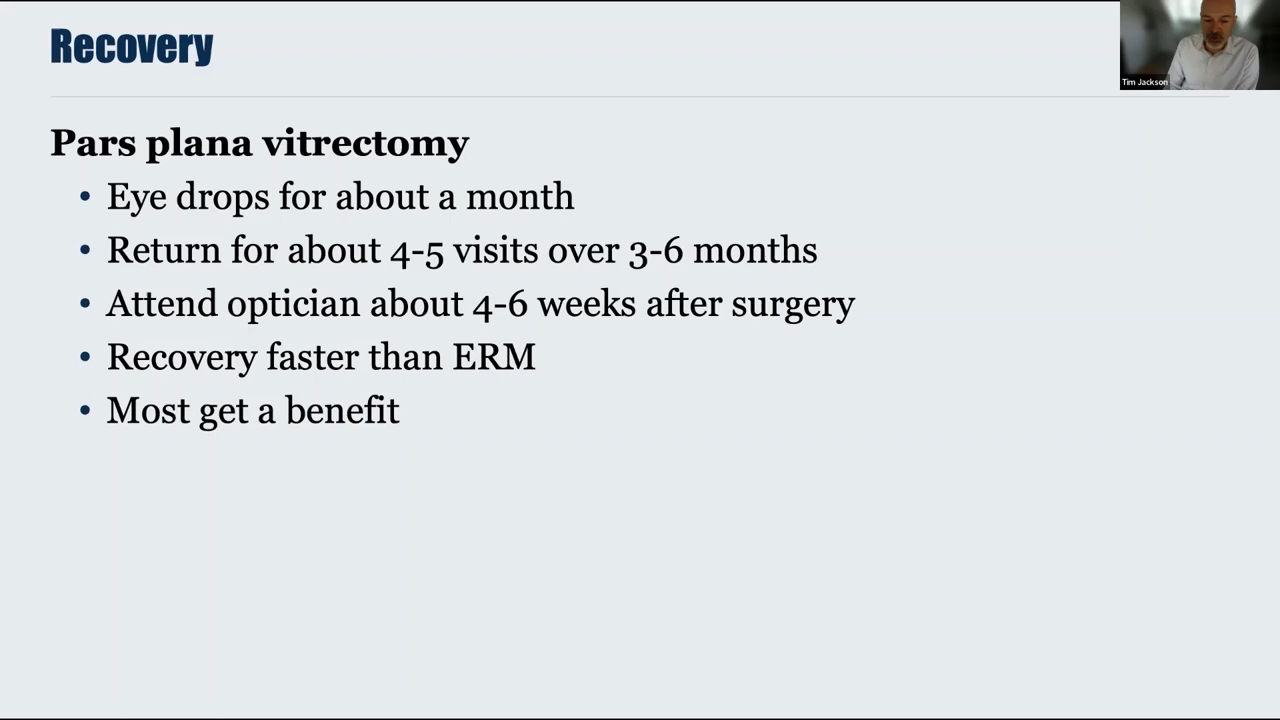 Recovery
Tim Jackson
Pars plana vitrectomy
• Eye drops for about a month
• Return for about 4-5 visits over 3-6 months
• Attend optician about 4-6 weeks after surgery
• Recovery faster than ERM
• Most get a benefit